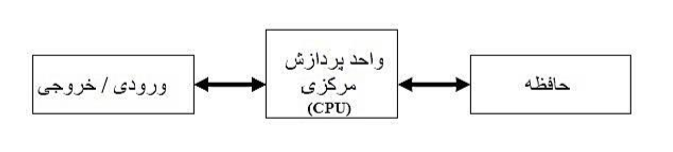 ورودی / خروجی
واحد پردازش
مرکزی
(CPU)
حافظه